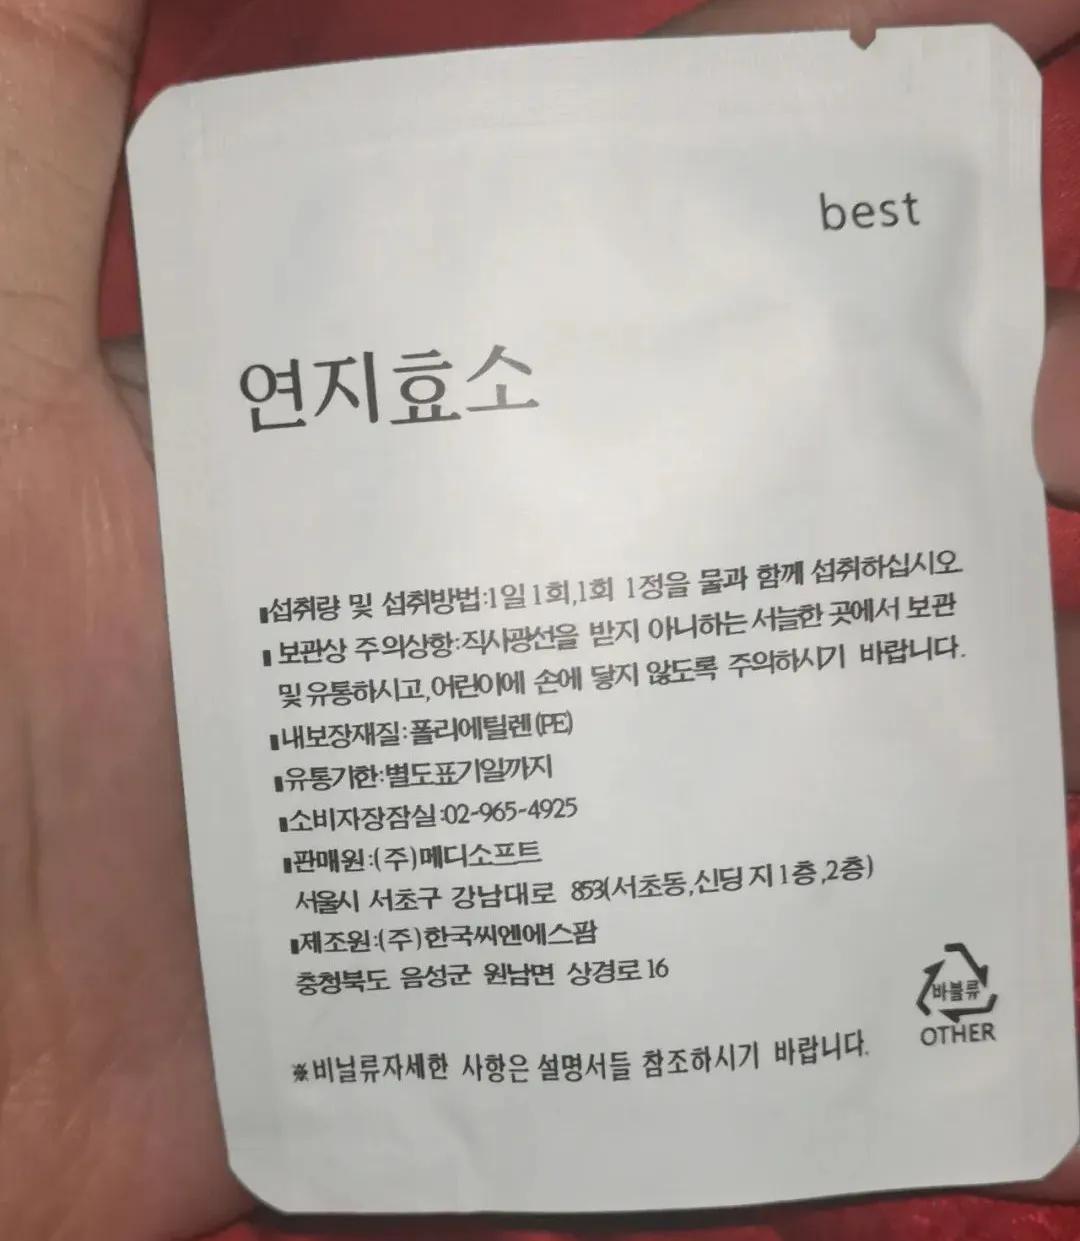 best
연지효소
▮섭취량 및 섭취방법:1일 1회,1회 1정을 물과 함께 섭취하십시오
▮보관상 주의상항:직사광선을 받지 아니하는 서늘한 곳에서 보관
및 유통하시고,어린이에 손에 닿지 않도록 주의하시기 바랍니다.
▮내보장재질:폴리에틸렌(PE)
▮유통기한:별도표기일까지
▮소비자장잠실:02-965-4925
▮판매원:(주)메디소프트
서울시 서초구 강남대로 853(서초동,신딩 지1층,2층)
▮제조원:(주)한국씨엔에스팜
충청북도 음성군 원남면 상경로 16
바블류
OTHER
※비닐류자세한 사항은 설명서들 참조하시기 바랍니다.